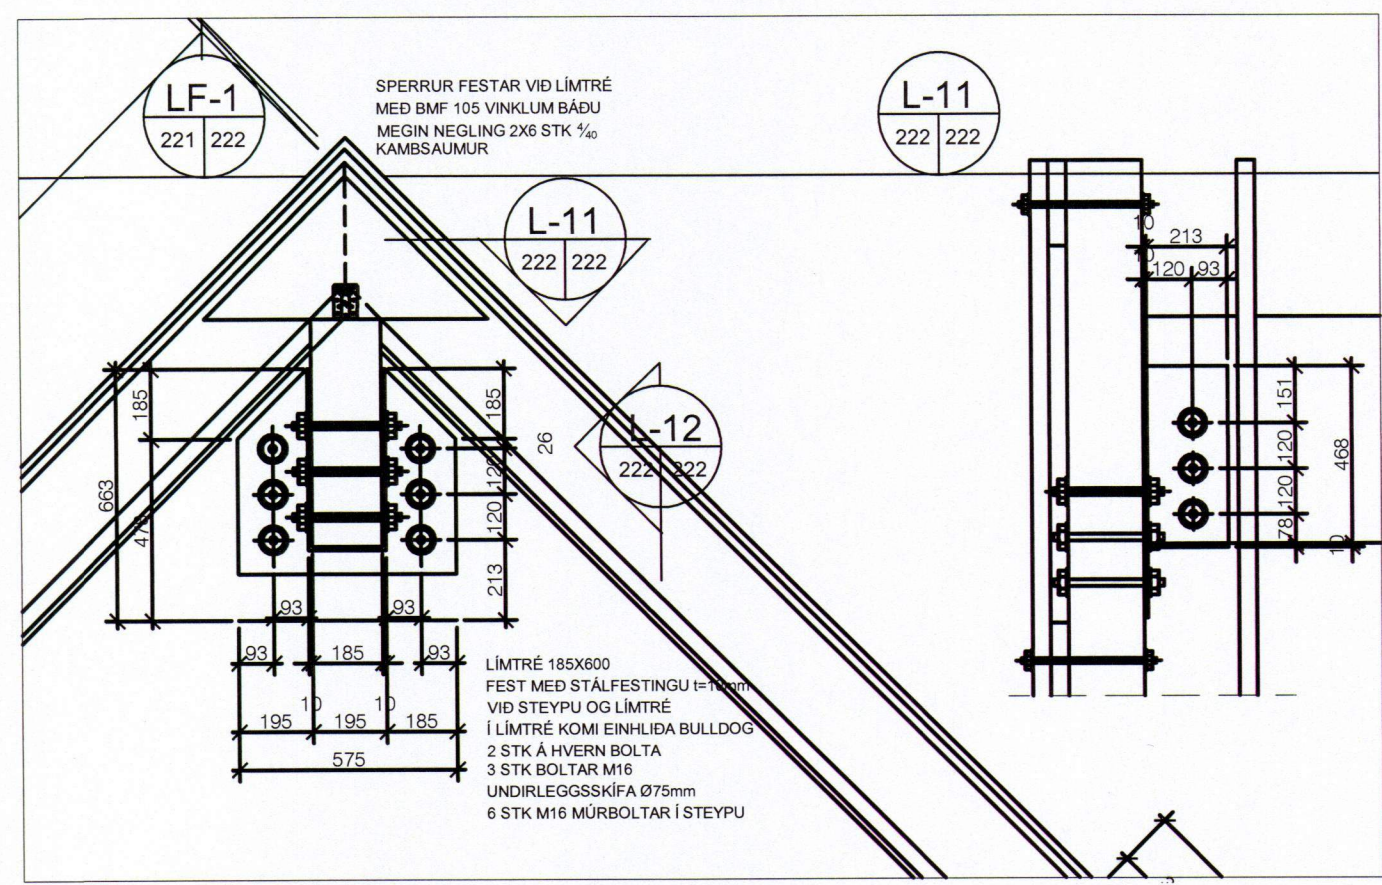 LF-1
221 222
SPERRUR FESTAR VIÐ LÍMTRÉ
MEÐ BMF 105 VINKLUM BÁÐU
MEGIN NEGLING 2X6 STK 4/40
KAMBSAUMUR
L-11
222 222
L-11
222 222
L-12
222 222
10
213
10
120 93
185
663
478
185
26
120
120
213
151
120
120
78
468
10
93 93
93 185 93
10 10
195 195 185
575
LÍMTRÉ 185X600
FEST MEÐ STÁLFESTINGU t=10mm
VIÐ STEYPU OG LÍMTRÉ
Í LÍMTRÉ KOMI EINHLIÐA BULLDOG
2 STK Á HVERN BOLTA
3 STK BOLTAR M16
UNDIRLEGGSSKÍFA Ø75mm
6 STK M16 MÚRBOLTAR Í STEYPU